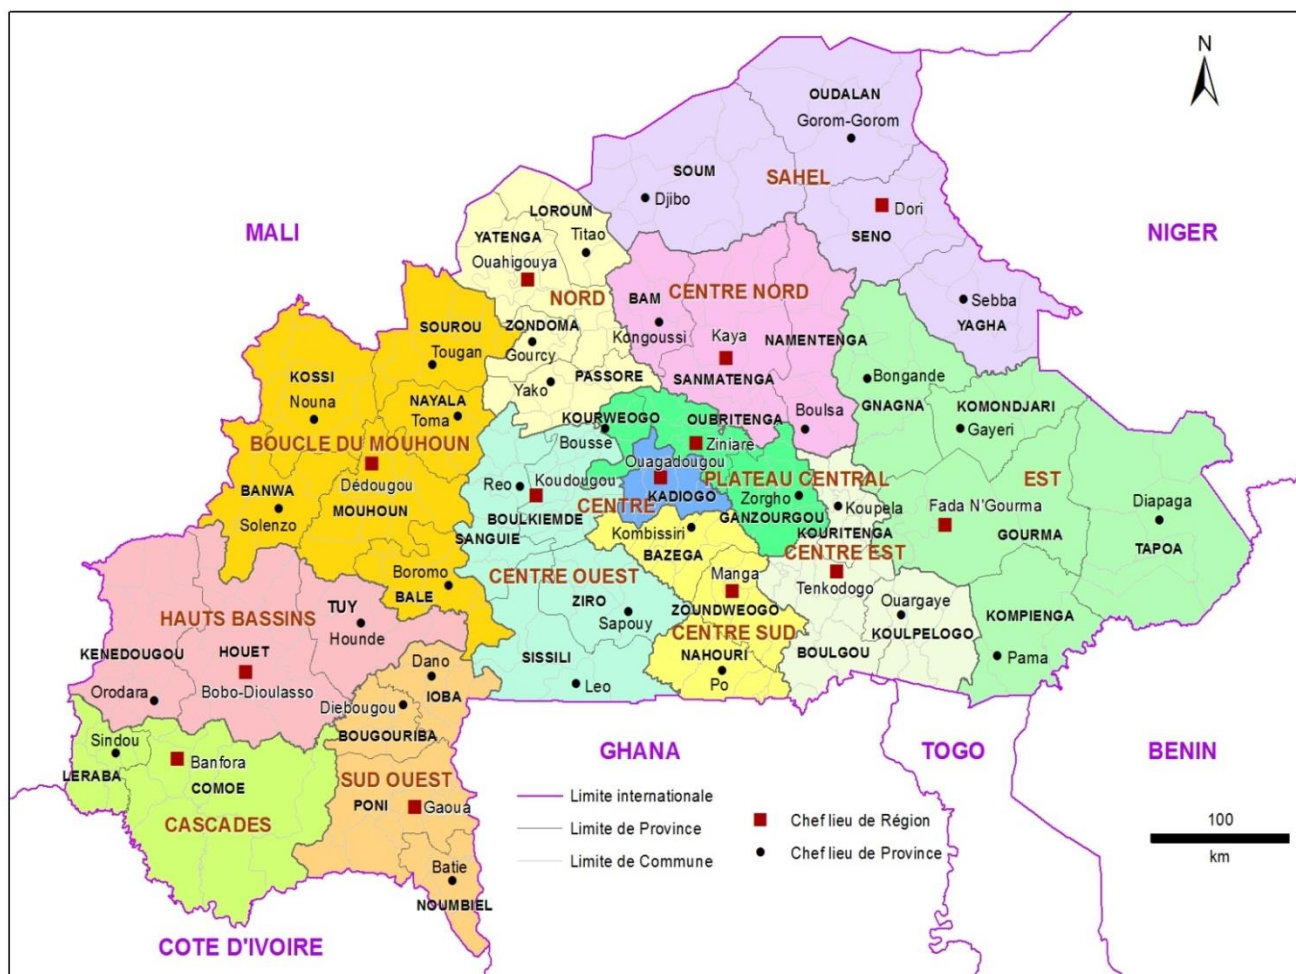 N
OUDALAN
Gorom-Gorom
SOUM
SAHEL
Djibo
Dori
LOROUM
MALI
YATENGA
Titao
SENO
NIGER
Ouahigouya
NORD
BAM
CENTRE NORD
Sebba
YAGHA
SOUROU
ZONDOMA
Kongoussi
Kaya
NAMENTENGA
Tougan
Gourcy
KOSSI
PASSORE
SANMATENGA
Bongande
Nouna
NAYALA
Yako
GNAGNA
KOMONDJARI
Toma
KOURWEOGO
OUBRITENGA
Boulsa
Gayeri
BOUCLE DU MOUHOUN
Bousse
Ziniare
Ouagadougou
Dédougou
Reo
Koudougou
PLATEAU CENTRAL
EST
BANWA
KADIOGO
Zorgho
Diapaga
MOUHOUN
CENTRE
Koupela
Fada N'Gourma
Solenzo
BOULKIEMDE
GANZOURGOU
SANGUIE
Kombissiri
KOURITENGA
GOURMA
TAPOA
BAZEGA
CENTRE EST
Boromo
CENTRE OUEST
Manga
Tenkodogo
BALE
ZIRO
ZOUNDWEOGO
Ouargaye
TUY
Sapouy
KOMPIENGA
HAUTS BASSINS
Hounde
CENTRE SUD
KOULPELOGO
KENEDOUGOU
HOUET
SISSILI
NAHOURI
BOULGOU
Pama
Dano
Orodara
Bobo-Dioulasso
IOBA
Leo
Po
Diebougou
Sindou
BOUGOURIBA
GHANA
TOGO
BENIN
Banfora
LERABA
COMOE
SUD OUEST
PONI
Gaoua
CASCADES
Batie
NOUMBIEL
COTE D'IVOIRE
Limite internationale
Limite de Province
Limite de Commune
Chef lieu de Région
Chef lieu de Province
100
km